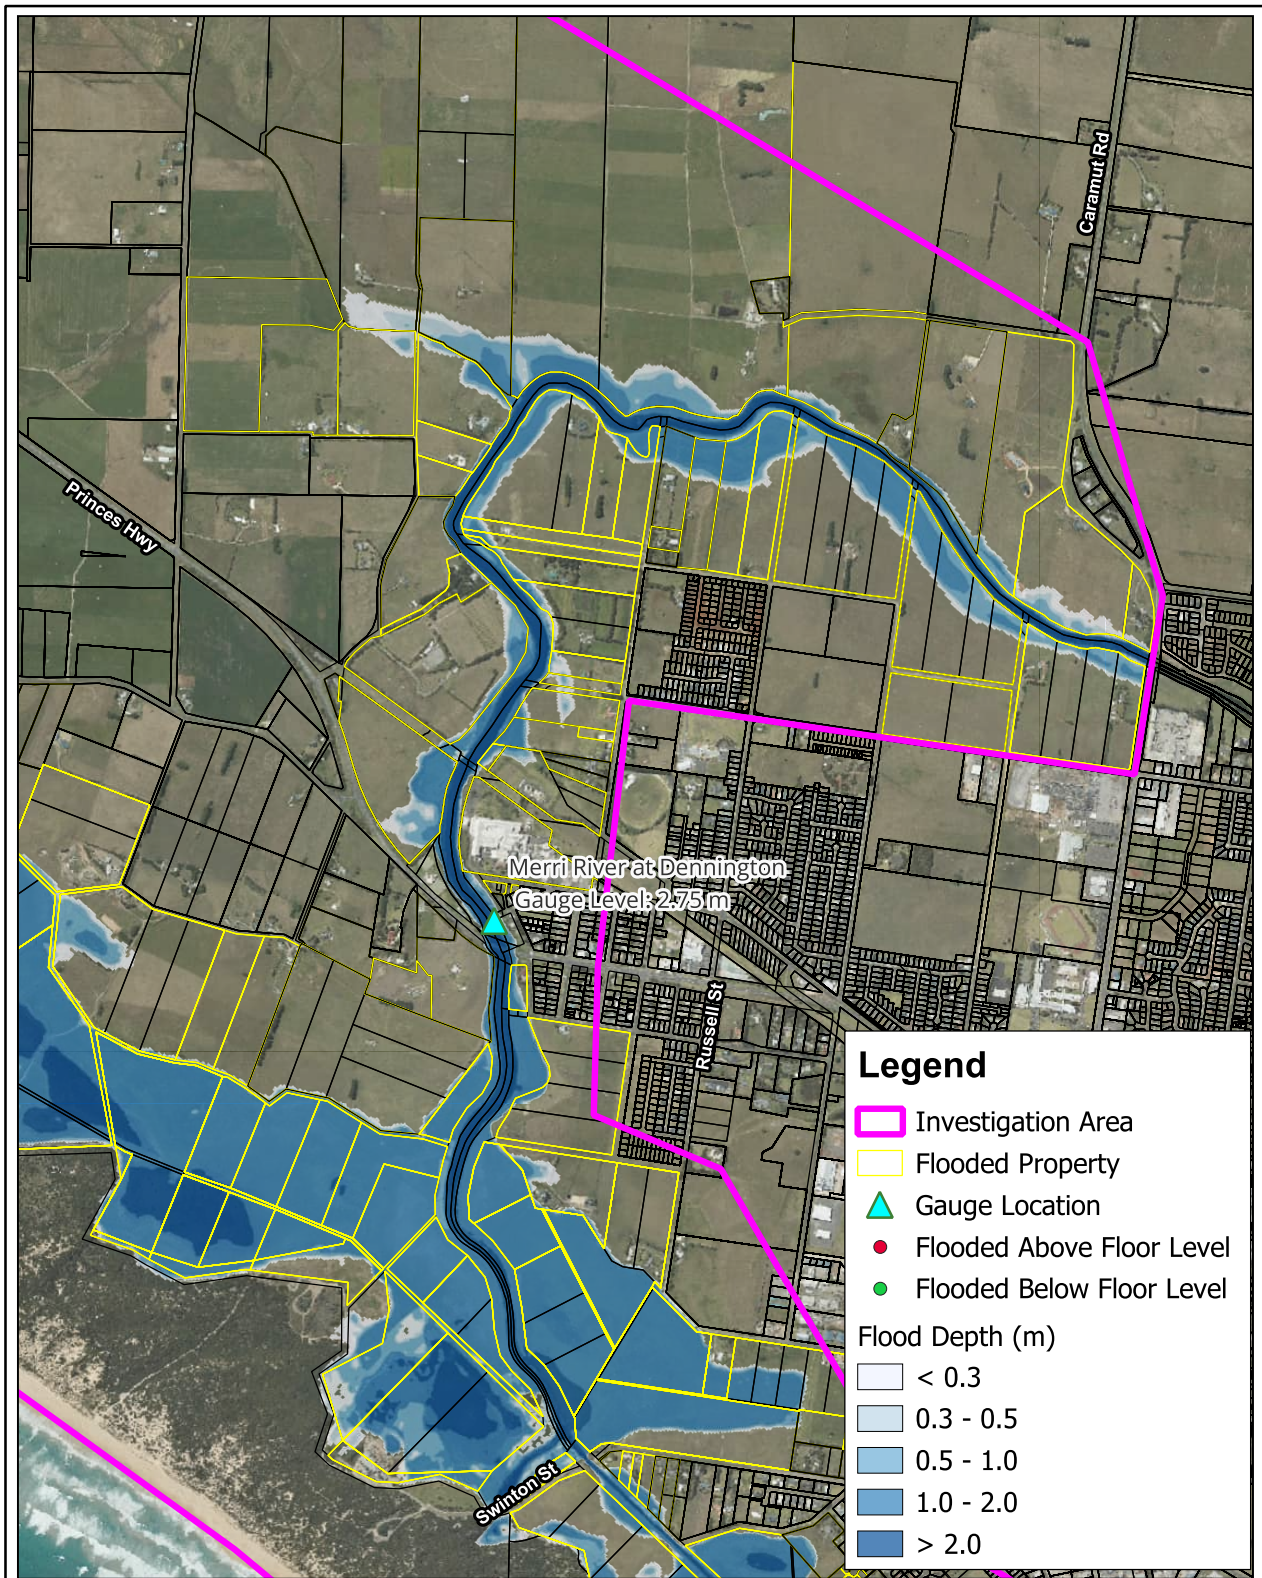 Caramut Rd
Princes Hwy
Merri River at Dennington
Gauge Level: 2.75 m
Russell St
Swinton St
Legend
Investigation Area
Flooded Property
Gauge Location
Flooded Above Floor Level
Flooded Below Floor Level
Flood Depth (m)
< 0.3
0.3 - 0.5
0.5 - 1.0
1.0 - 2.0
> 2.0